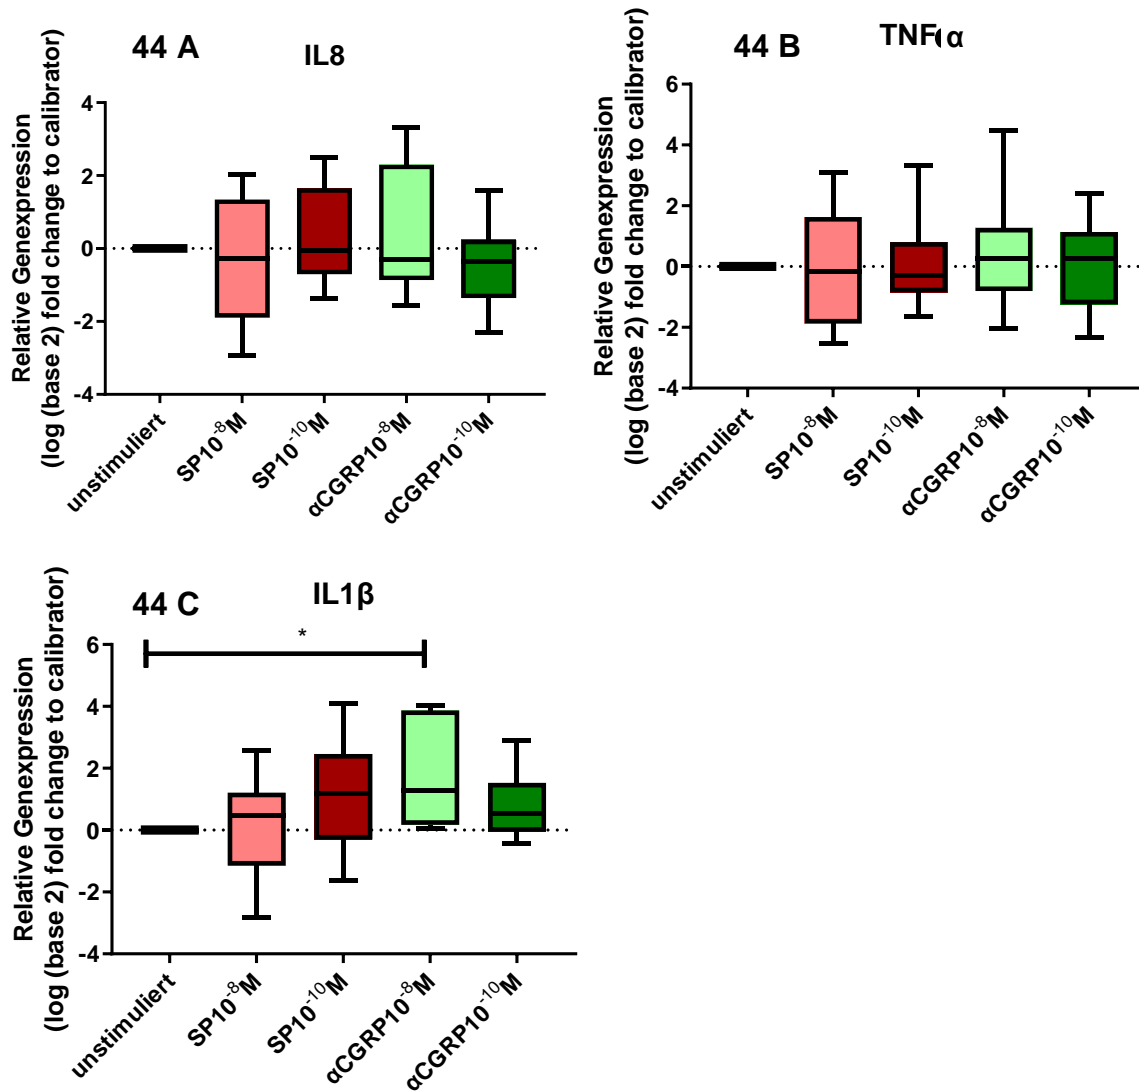 44 A
IL8
Relative Genexpression
(log (base 2) fold change to calibrator)
4
2
0
-2
-4
unstimuliert
SP10⁻⁸M
SP10⁻¹⁰M
αCGRP10⁻⁸M
αCGRP10⁻¹⁰M
44 B
TNFα
Relative Genexpression
(log (base 2) fold change to calibrator)
6
4
2
0
-2
-4
unstimuliert
SP10⁻⁸M
SP10⁻¹⁰M
αCGRP10⁻⁸M
αCGRP10⁻¹⁰M
44 C
IL1β
*
Relative Genexpression
(log (base 2) fold change to calibrator)
6
4
2
0
-2
-4
unstimuliert
SP10⁻⁸M
SP10⁻¹⁰M
αCGRP10⁻⁸M
αCGRP10⁻¹⁰M